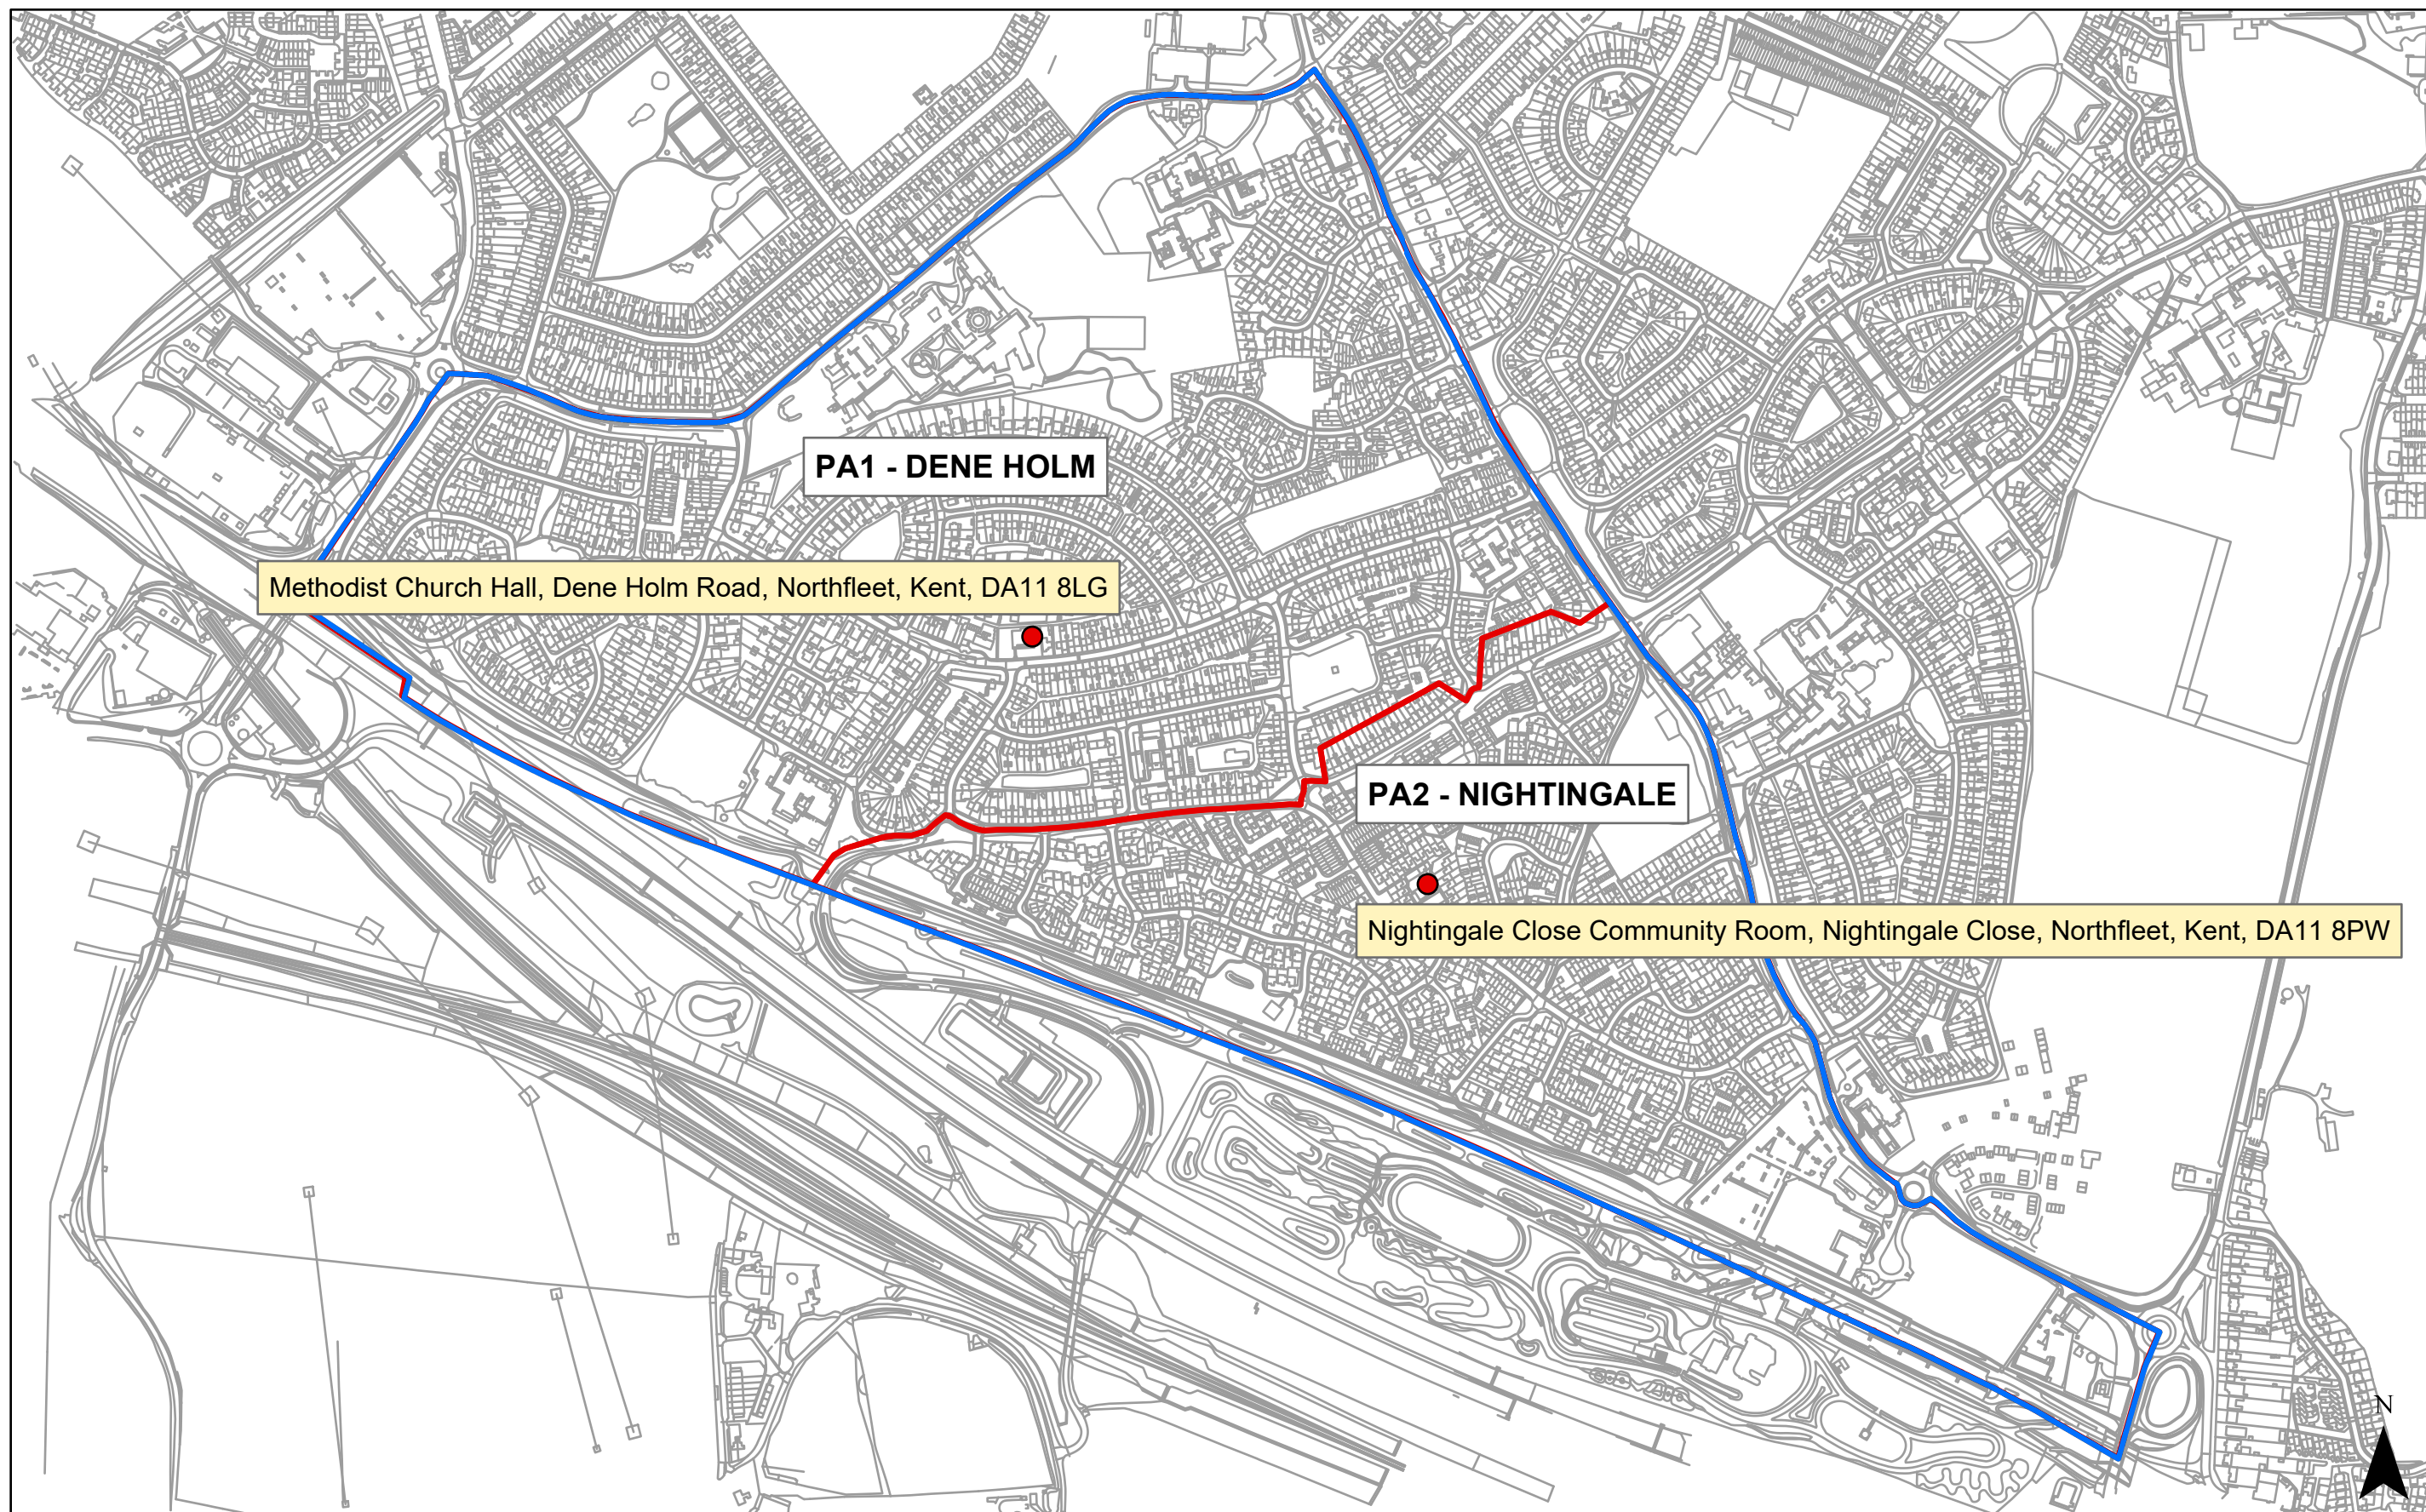 PA1 - DENE HOLM
Methodist Church Hall, Dene Holm Road, Northfleet, Kent, DA11 8LG
PA2 - NIGHTINGALE
Nightingale Close Community Room, Nightingale Close, Northfleet, Kent, DA11 8PW
N